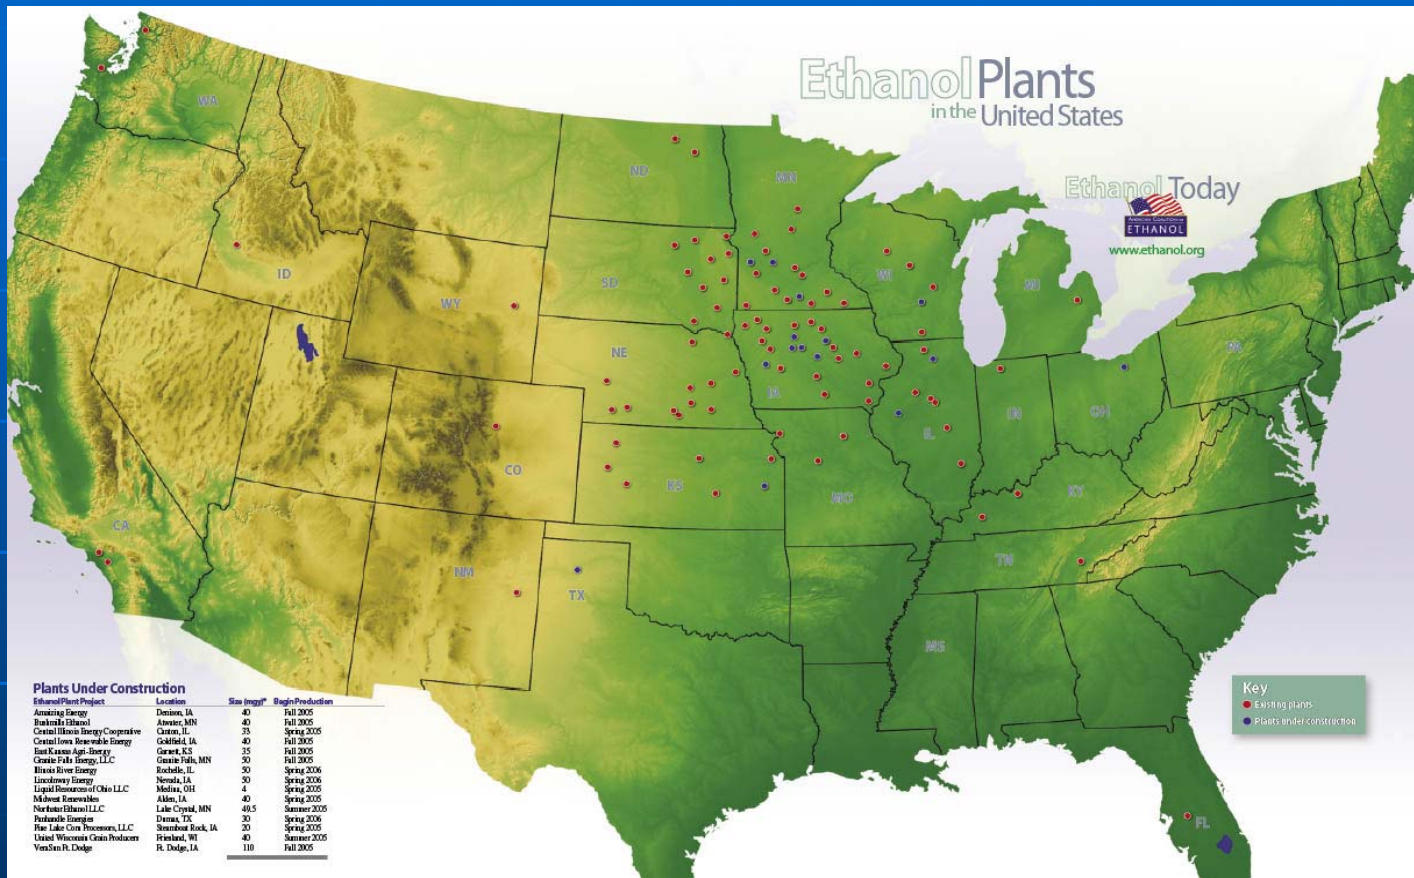 Ethanol Plants
in the United States
Ethanol Today
AMERICAN COALITION for
ETHANOL
www.ethanol.org
WA
ND
MN
ID
WY
SD
WI
MI
NE
IA
PA
IN
OH
IL
CO
KS
MO
KY
CA
NM
TX
TN
MS
FL
Key
Existing plants
Plants under construction
Plants Under Construction
Ethanol Plant Project Location Size (mgy)* Begin Production
Amaizing Energy Denison, IA 40 Fall 2005
Bushmills Ethanol Atwater, MN 40 Fall 2005
Central Illinois Energy Cooperative Canton, IL 33 Spring 2005
Central Iowa Renewable Energy Goldfield, IA 40 Fall 2005
East Kansas Agri-Energy Garnett, KS 35 Fall 2005
Granite Falls Energy, LLC Granite Falls, MN 50 Fall 2005
Illinois River Energy Rochelle, IL 50 Spring 2006
Lincolnway Energy Nevada, IA 50 Spring 2006
Liquid Resources of Ohio LLC Medina, OH 4 Spring 2005
Midwest Renewables Alden, IA 40 Spring 2005
Northstar Ethanol LLC Lake Crystal, MN 49.5 Summer 2005
Panhandle Energies Dumas, TX 30 Spring 2006
Pine Lake Corn Processors, LLC Steamboat Rock, IA 20 Spring 2005
United Wisconsin Grain Producers Friesland, WI 40 Summer 2005
VeraSun Ft. Dodge Ft. Dodge, IA 110 Fall 2005